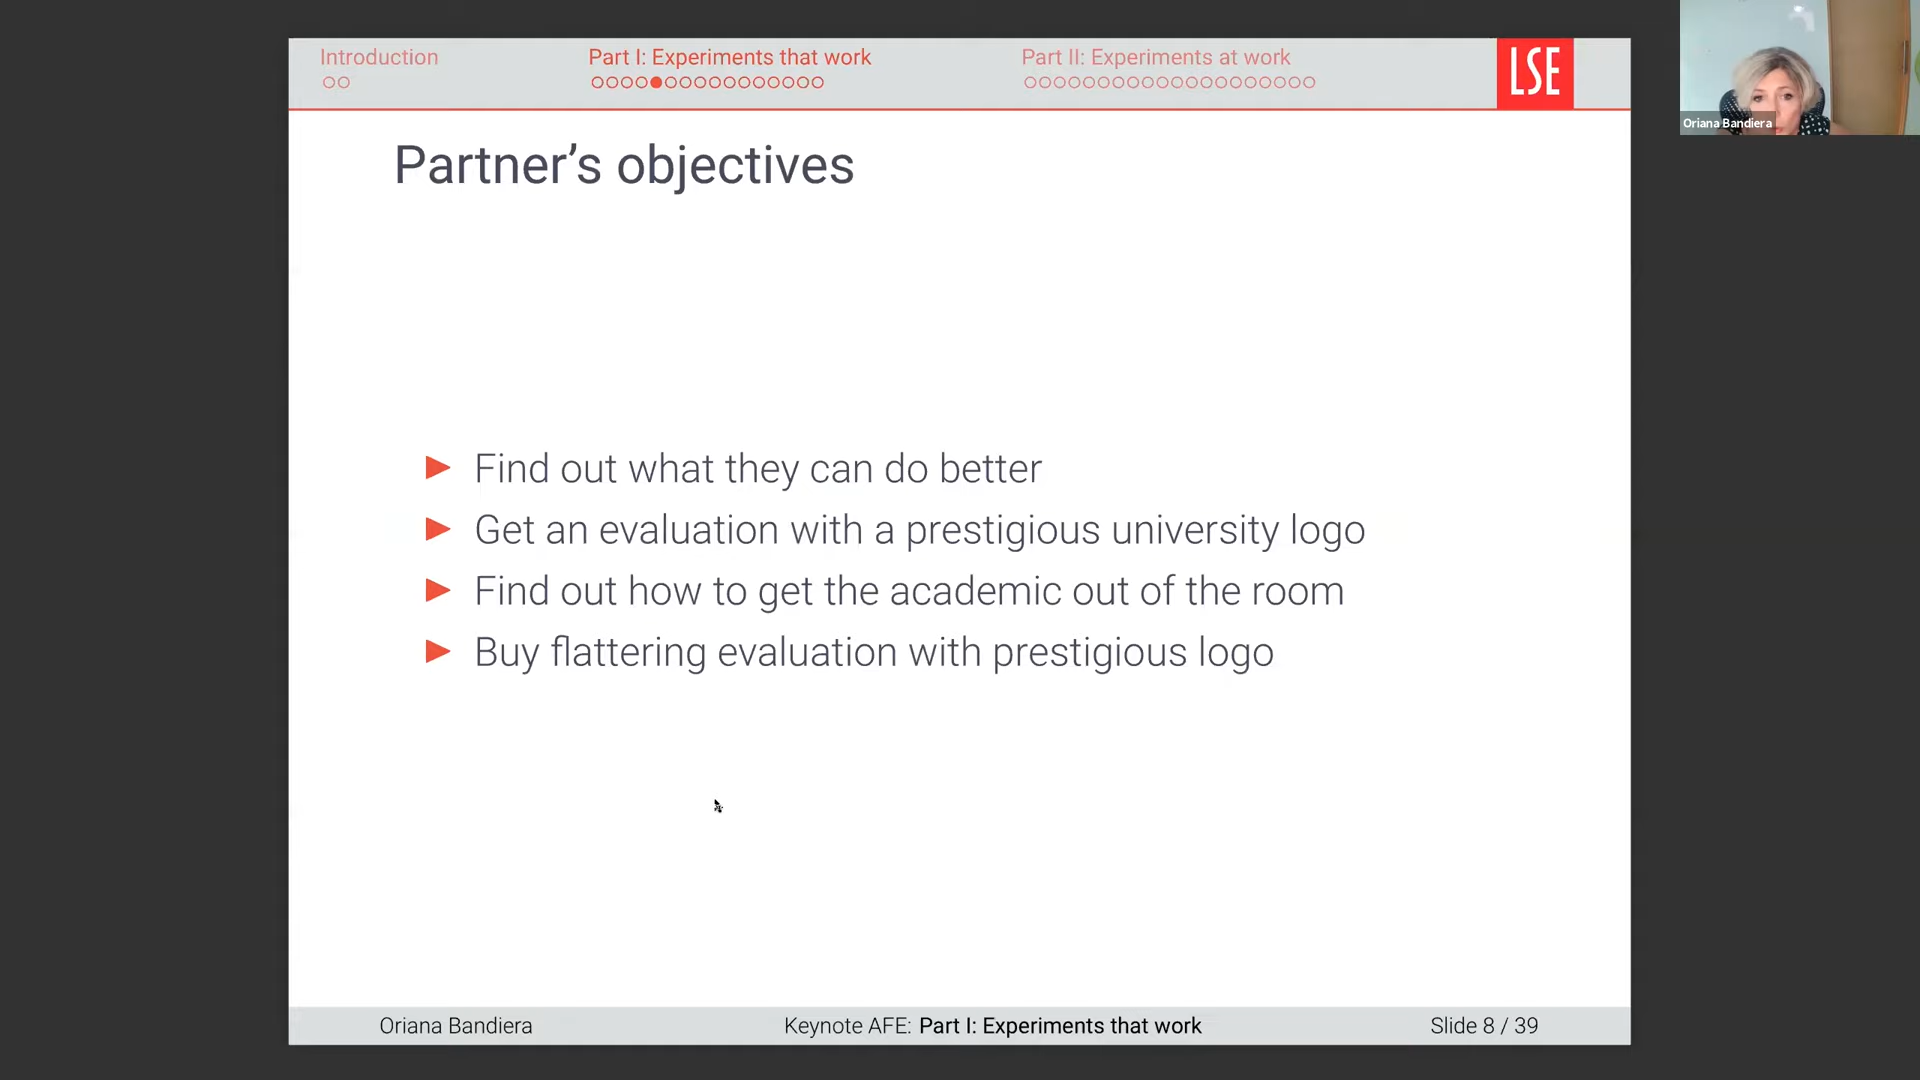 Introduction
Part I: Experiments that work
Part II: Experiments at work
LSE
Oriana Bandiera
Partner’s objectives
Find out what they can do better
Get an evaluation with a prestigious university logo
Find out how to get the academic out of the room
Buy flattering evaluation with prestigious logo
Oriana Bandiera
Keynote AFE: Part I: Experiments that work
Slide 8 / 39